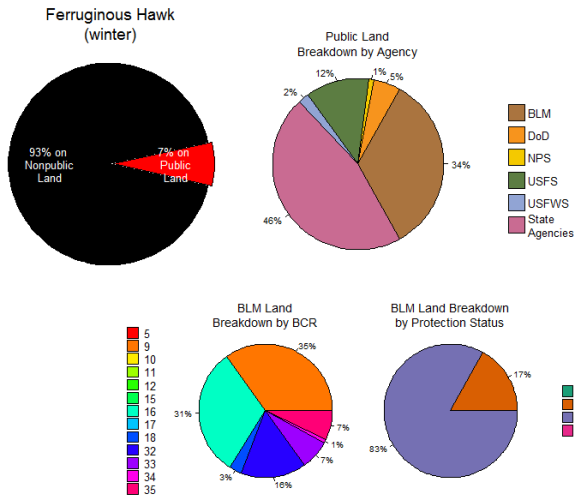 Ferruginous Hawk
(winter)
93% on
Nonpublic
Land
7% on
Public
Land
Public Land
Breakdown by Agency
1%
5%
12%
2%
34%
46%
BLM
DoD
NPS
USFS
USFWS
State
Agencies
BLM Land
Breakdown by BCR
5
9
10
11
12
15
16
17
18
32
33
34
35
35%
31%
3%
16%
7%
1%
7%
BLM Land Breakdown
by Protection Status
17%
83%